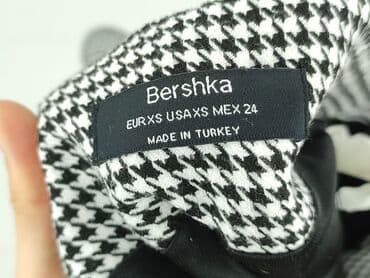 Bershka
EUR XS USA XS MEX 24
MADE IN TURKEY